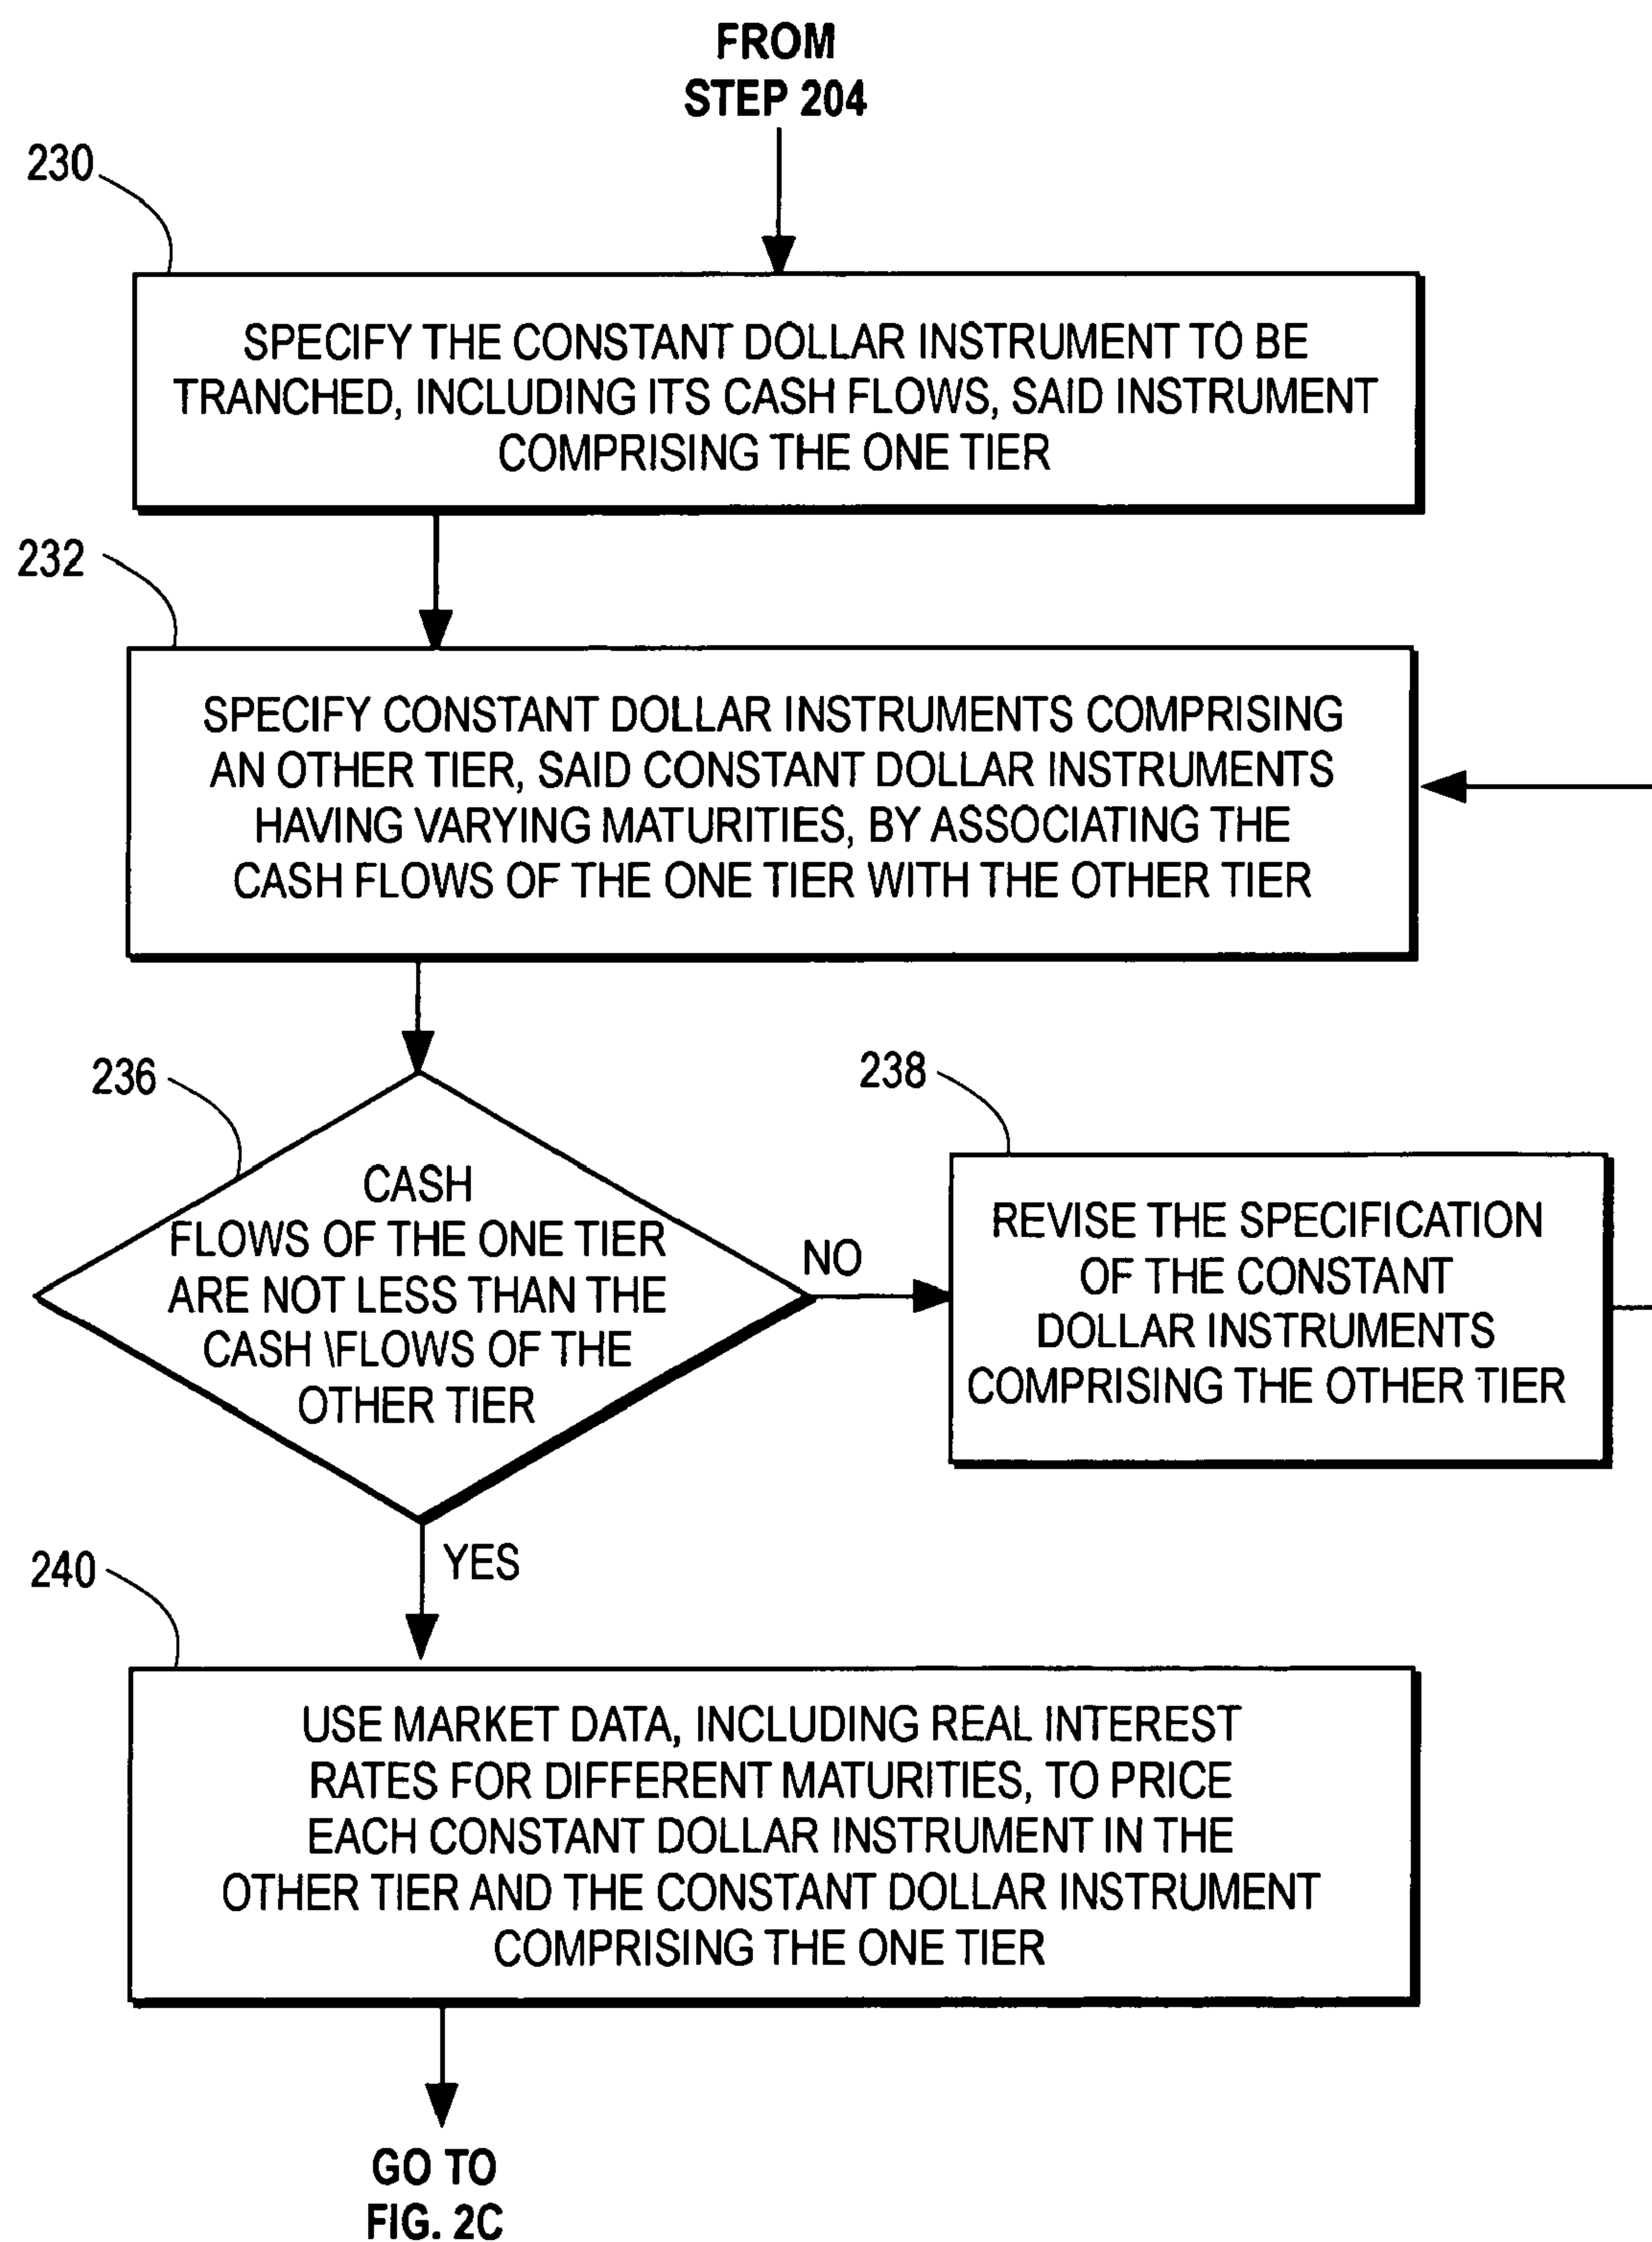 FROM
STEP 204
230
SPECIFY THE CONSTANT DOLLAR INSTRUMENT TO BE
TRANCHED, INCLUDING ITS CASH FLOWS, SAID INSTRUMENT
COMPRISING THE ONE TIER
232
SPECIFY CONSTANT DOLLAR INSTRUMENTS COMPRISING
AN OTHER TIER, SAID CONSTANT DOLLAR INSTRUMENTS
HAVING VARYING MATURITIES, BY ASSOCIATING THE
CASH FLOWS OF THE ONE TIER WITH THE OTHER TIER
236
CASH
FLOWS OF THE ONE TIER
ARE NOT LESS THAN THE
CASH \FLOWS OF THE
OTHER TIER
NO
238
REVISE THE SPECIFICATION
OF THE CONSTANT
DOLLAR INSTRUMENTS
COMPRISING THE OTHER TIER
YES
240
USE MARKET DATA, INCLUDING REAL INTEREST
RATES FOR DIFFERENT MATURITIES, TO PRICE
EACH CONSTANT DOLLAR INSTRUMENT IN THE
OTHER TIER AND THE CONSTANT DOLLAR INSTRUMENT
COMPRISING THE ONE TIER
GO TO
FIG. 2C